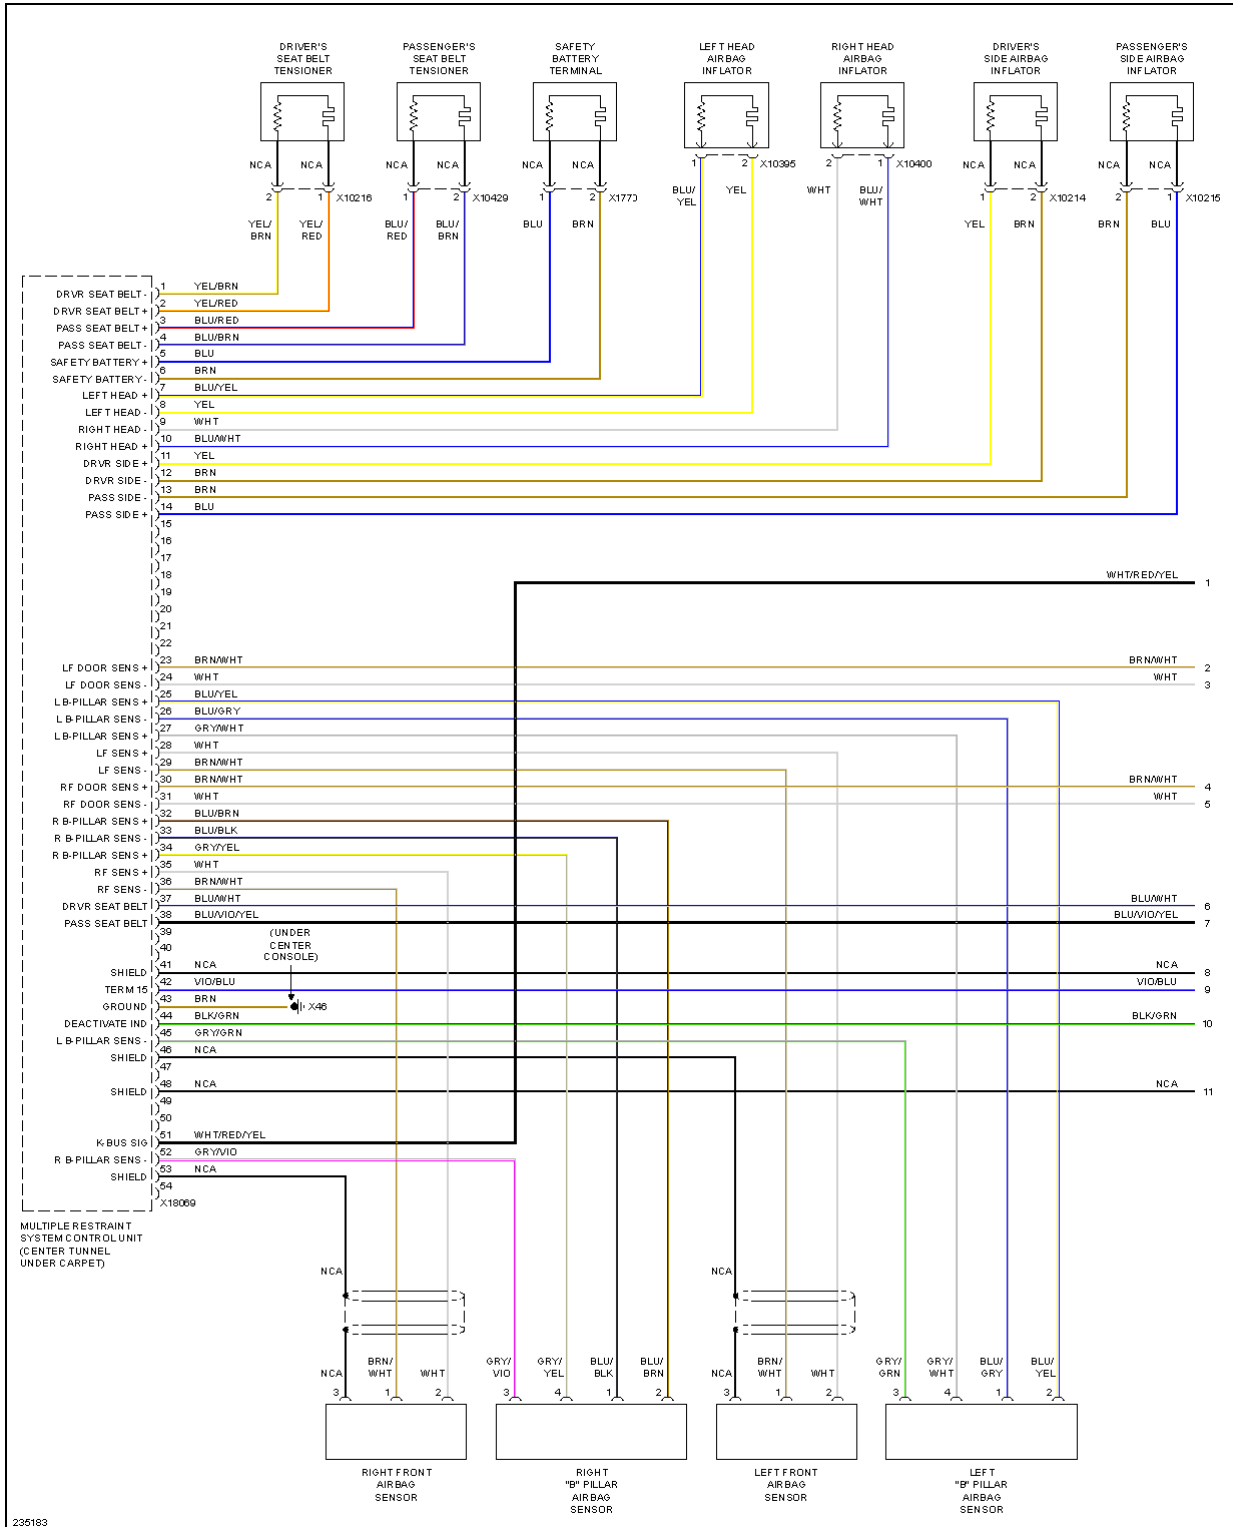 DRIVER'S
SEAT BELT
TENSIONER
PASSENGER'S
SEAT BELT
TENSIONER
SAFETY
BATTERY
TERMINAL
LEFT HEAD
AIRBAG
INFLATOR
RIGHT HEAD
AIRBAG
INFLATOR
DRIVER'S
SIDE AIRBAG
INFLATOR
PASSENGER'S
SIDE AIRBAG
INFLATOR
NCA NCA NCA NCA NCA NCA NCA NCA NCA NCA
1 2 X10395 2 1 X10400
2 1 X10216 1 2 X10429 1 2 X1770 1 2 X10214 2 1 X10215
YEL/
BRN
YEL/
RED
BLU/
RED
BLU/
BRN
BLU
BRN
BLU/
YEL
YEL
WHT
BLU/
WHT
YEL
BRN
BRN
BLU
DRVR SEAT BELT - 1 YEL/BRN
DRVR SEAT BELT + 2 YEL/RED
PASS SEAT BELT + 3 BLU/RED
PASS SEAT BELT - 4 BLU/BRN
SAFETY BATTERY + 5 BLU
SAFETY BATTERY - 6 BRN
LEFT HEAD + 7 BLU/YEL
LEFT HEAD - 8 YEL
RIGHT HEAD - 9 WHT
RIGHT HEAD + 10 BLU/WHT
DRVR SIDE + 11 YEL
DRVR SIDE - 12 BRN
PASS SIDE - 13 BRN
PASS SIDE + 14 BLU
15
16
17
18 WHT/RED/YEL 1
19
20
21
22
LF DOOR SENS + 23 BRN/WHT BRN/WHT 2
LF DOOR SENS - 24 WHT WHT 3
L B-PILLAR SENS + 25 BLU/YEL
L B-PILLAR SENS - 26 BLU/GRY
L B-PILLAR SENS + 27 GRY/WHT
LF SENS + 28 WHT
LF SENS - 29 BRN/WHT
RF DOOR SENS + 30 BRN/WHT BRN/WHT 4
RF DOOR SENS - 31 WHT WHT 5
R B-PILLAR SENS + 32 BLU/BRN
R B-PILLAR SENS - 33 BLU/BLK
R B-PILLAR SENS + 34 GRY/YEL
RF SENS + 35 WHT
RF SENS - 36 BRN/WHT
DRVR SEAT BELT 37 BLU/WHT BLU/WHT 6
PASS SEAT BELT 38 BLU/VIO/YEL BLU/VIO/YEL 7
39
40
(UNDER
CENTER
CONSOLE)
SHIELD 41 NCA NCA 8
TERM 15 42 VIO/BLU VIO/BLU 9
GROUND 43 BRN X46
DEACTIVATE IND 44 BLK/GRN BLK/GRN 10
L B-PILLAR SENS - 45 GRY/GRN
SHIELD 46 NCA
47
SHIELD 48 NCA NCA 11
49
50
K-BUS SIG 51 WHT/RED/YEL
R B-PILLAR SENS - 52 GRY/VIO
SHIELD 53 NCA
54
X18069
MULTIPLE RESTRAINT
SYSTEM CONTROL UNIT
(CENTER TUNNEL
UNDER CARPET)
NCA NCA
NCA
BRN/
WHT
WHT
GRY/
VIO
GRY/
YEL
BLU/
BLK
BLU/
BRN
NCA
BRN/
WHT
WHT
GRY/
GRN
GRY/
WHT
BLU/
GRY
BLU/
YEL
3 1 2 3 4 1 2 3 1 2 3 4 1 2
RIGHT FRONT
AIRBAG
SENSOR
RIGHT
"B" PILLAR
AIRBAG
SENSOR
LEFT FRONT
AIRBAG
SENSOR
LEFT
"B" PILLAR
AIRBAG
SENSOR
235183